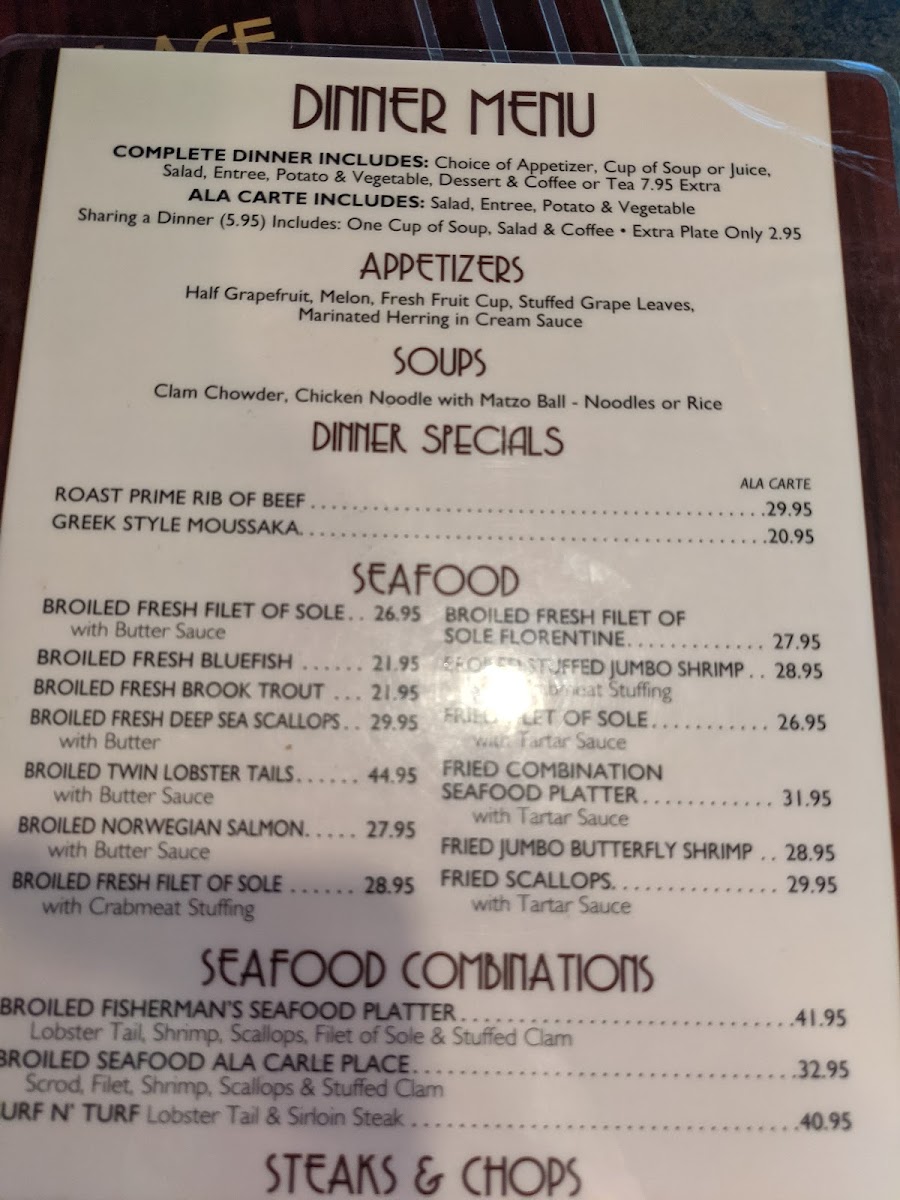 DINNER MENU
COMPLETE DINNER INCLUDES: Choice of Appetizer, Cup of Soup or Juice,
Salad, Entree, Potato & Vegetable, Dessert & Coffee or Tea 7.95 Extra
ALA CARTE INCLUDES: Salad, Entree, Potato & Vegetable
Sharing a Dinner (5.95) Includes: One Cup of Soup, Salad & Coffee • Extra Plate Only 2.95
APPETIZERS
Half Grapefruit, Melon, Fresh Fruit Cup, Stuffed Grape Leaves,
Marinated Herring in Cream Sauce
SOUPS
Clam Chowder, Chicken Noodle with Matzo Ball - Noodles or Rice
DINNER SPECIALS
ALA CARTE
ROAST PRIME RIB OF BEEF 29.95
GREEK STYLE MOUSSAKA 20.95
SEAFOOD
BROILED FRESH FILET OF SOLE 26.95
with Butter Sauce
BROILED FRESH BLUEFISH 21.95
BROILED FRESH BROOK TROUT 21.95
BROILED FRESH DEEP SEA SCALLOPS 29.95
with Butter
BROILED TWIN LOBSTER TAILS 44.95
with Butter Sauce
BROILED NORWEGIAN SALMON 27.95
with Butter Sauce
BROILED FRESH FILET OF SOLE 28.95
with Crabmeat Stuffing
BROILED FRESH FILET OF
SOLE FLORENTINE 27.95
BROILED STUFFED JUMBO SHRIMP 28.95
Stuffing
FRIED FILET OF SOLE 26.95
with Tartar Sauce
FRIED COMBINATION
SEAFOOD PLATTER 31.95
with Tartar Sauce
FRIED JUMBO BUTTERFLY SHRIMP 28.95
FRIED SCALLOPS 29.95
with Tartar Sauce
SEAFOOD COMBINATIONS
BROILED FISHERMAN'S SEAFOOD PLATTER 41.95
Lobster Tail, Shrimp, Scallops, Filet of Sole & Stuffed Clam
BROILED SEAFOOD ALA CARLE PLACE 32.95
Scrod, Filet, Shrimp, Scallops & Stuffed Clam
URF N' TURF Lobster Tail & Sirloin Steak 40.95
STEAKS & CHOPS